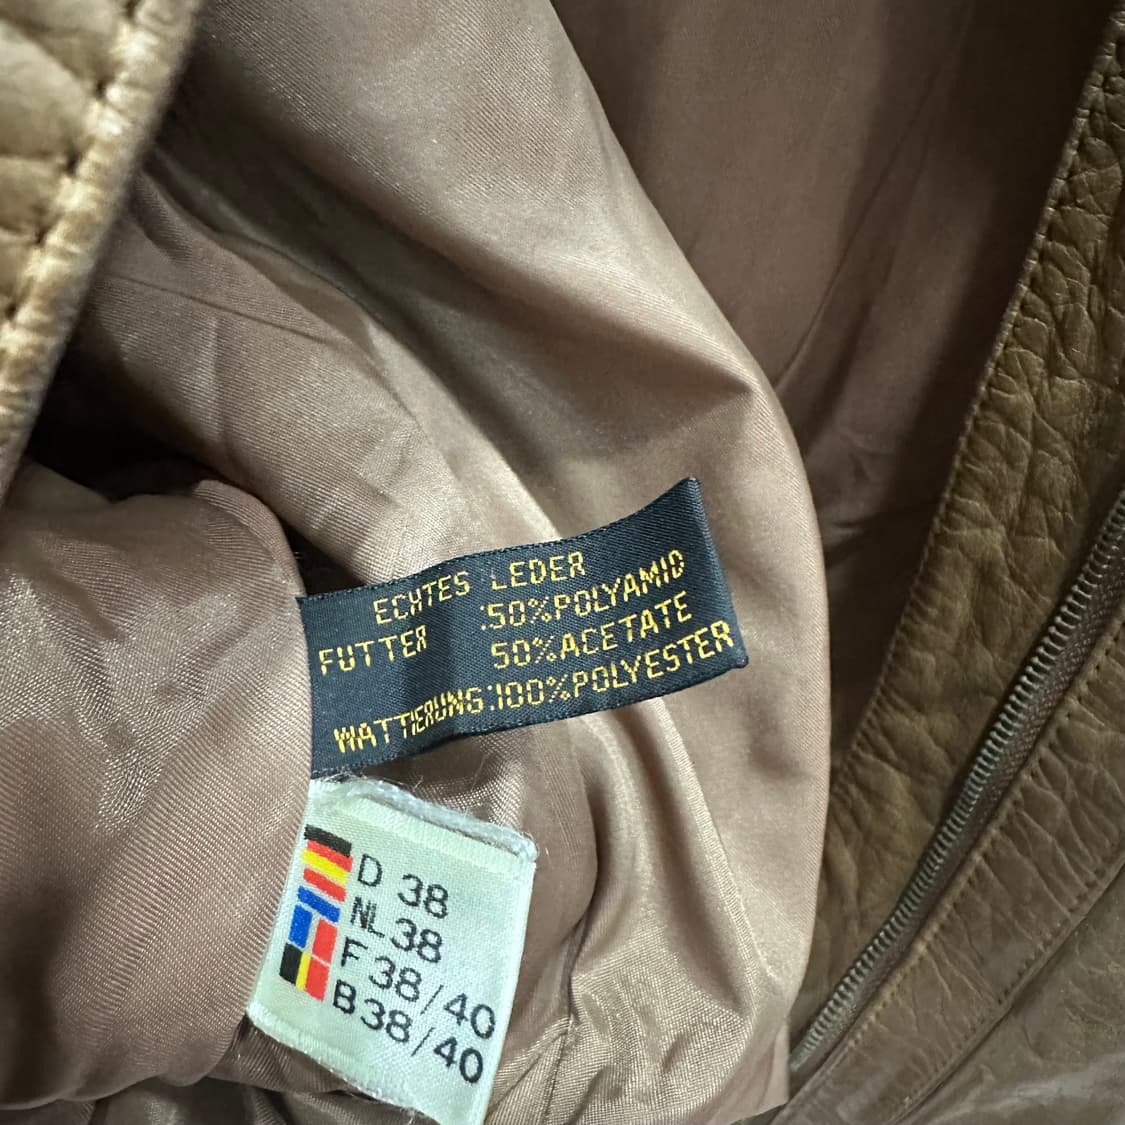 ECHTES LEDER
FUTTER :50%POLYAMID
50%ACETATE
WATTIERUNG:100%POLYESTER
D 38
NL 38
F 38/40
B 38/40